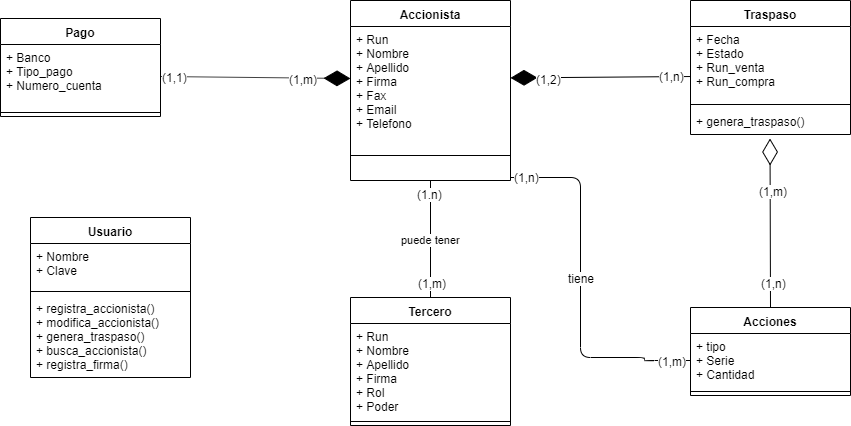 Pago
+ Banco
+ Tipo_pago
+ Numero_cuenta
(1,1)
(1,m)
Accionista
+ Run
+ Nombre
+ Apellido
+ Firma
+ Fax
+ Email
+ Telefono
(1,2)
(1,n)
Traspaso
+ Fecha
+ Estado
+ Run_venta
+ Run_compra
+ genera_traspaso()
(1,m)
(1,n)
(1.n)
puede tener
(1,m)
(1,n)
tiene
(1,m)
Usuario
+ Nombre
+ Clave
+ registra_accionista()
+ modifica_accionista()
+ genera_traspaso()
+ busca_accionista()
+ registra_firma()
Tercero
+ Run
+ Nombre
+ Apellido
+ Firma
+ Rol
+ Poder
Acciones
+ tipo
+ Serie
+ Cantidad